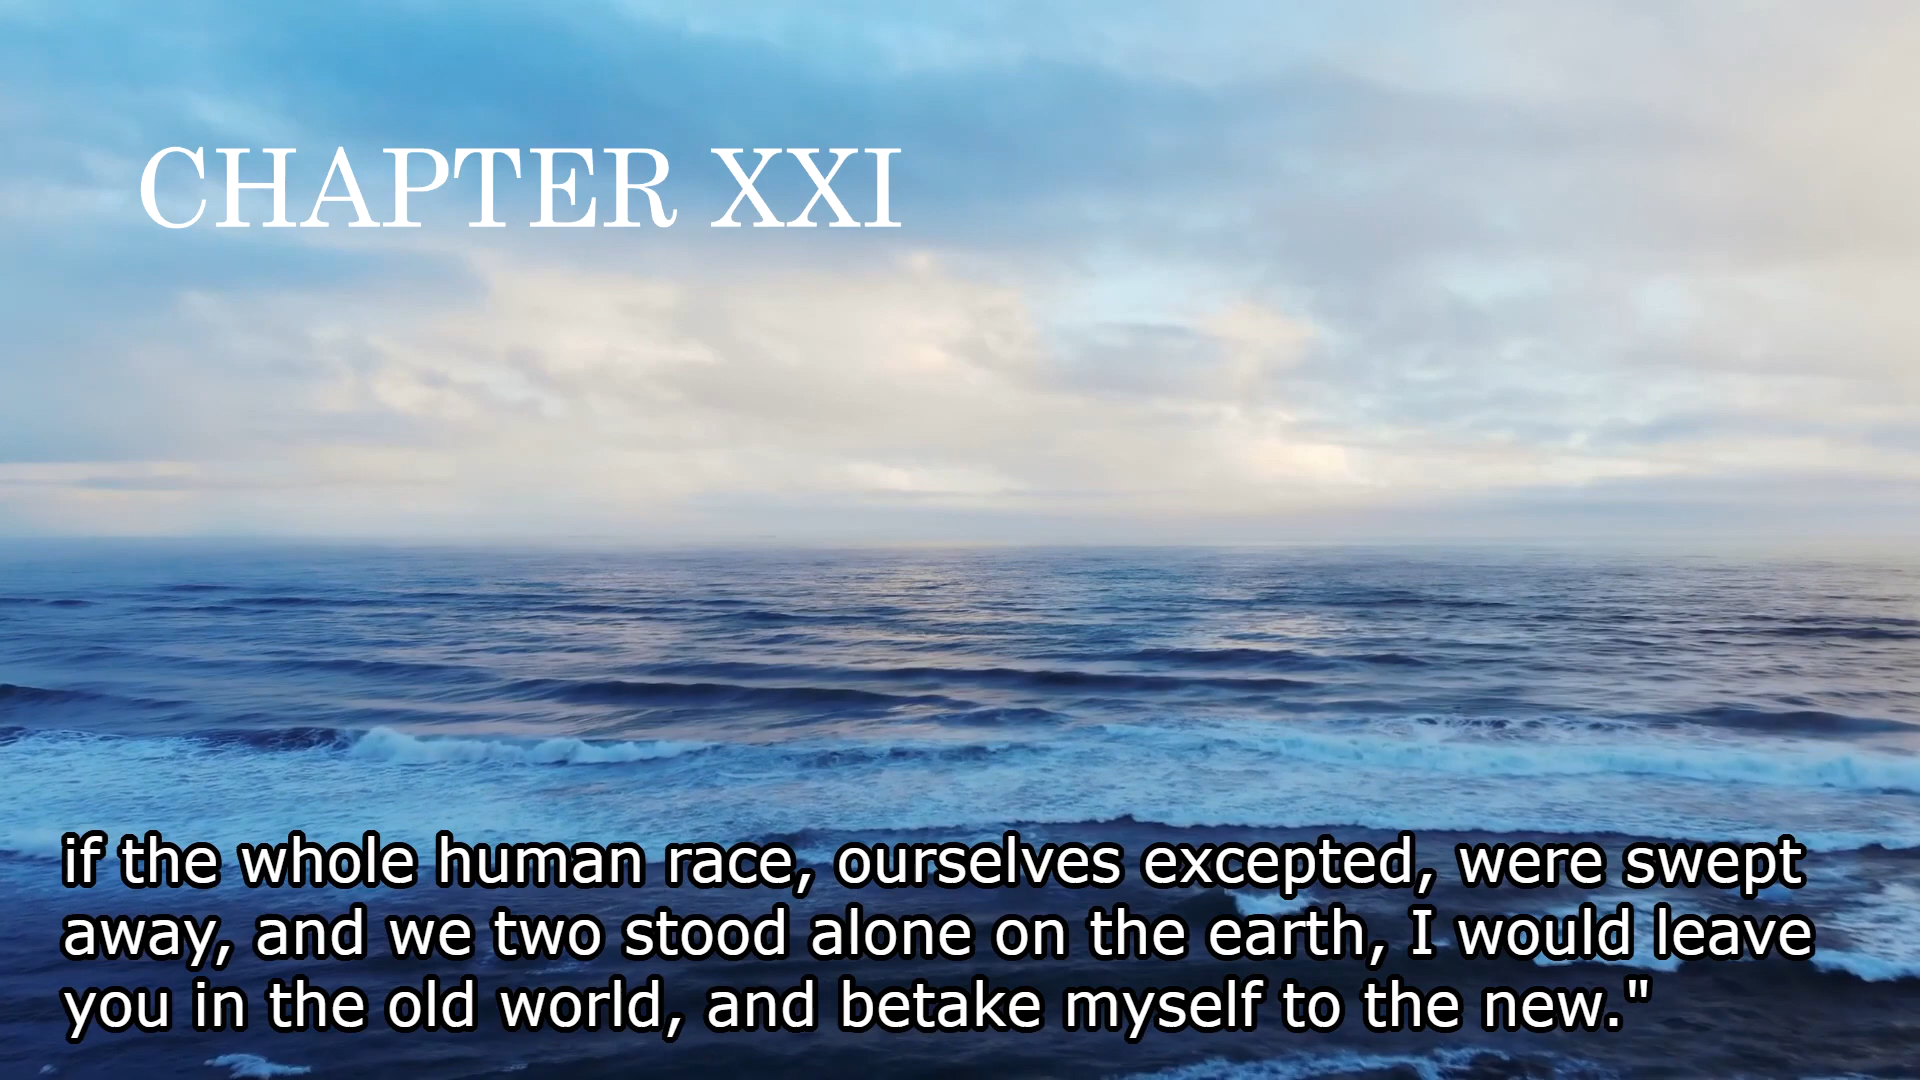 CHAPTER XXI
if the whole human race, ourselves excepted, were swept
away, and we two stood alone on the earth, I would leave
you in the old world, and betake myself to the new."